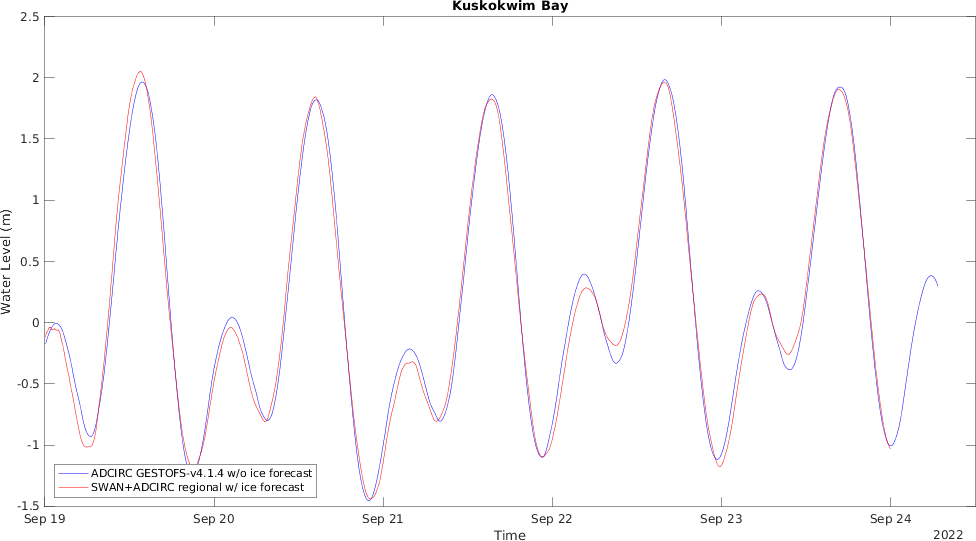 Kuskokwim Bay
2.5
2
1.5
1
0.5
0
-0.5
-1
-1.5
Water Level (m)
ADCIRC GESTOFS-v4.1.4 w/o ice forecast
SWAN+ADCIRC regional w/ ice forecast
Sep 19 Sep 20 Sep 21 Sep 22 Sep 23 Sep 24
Time
2022